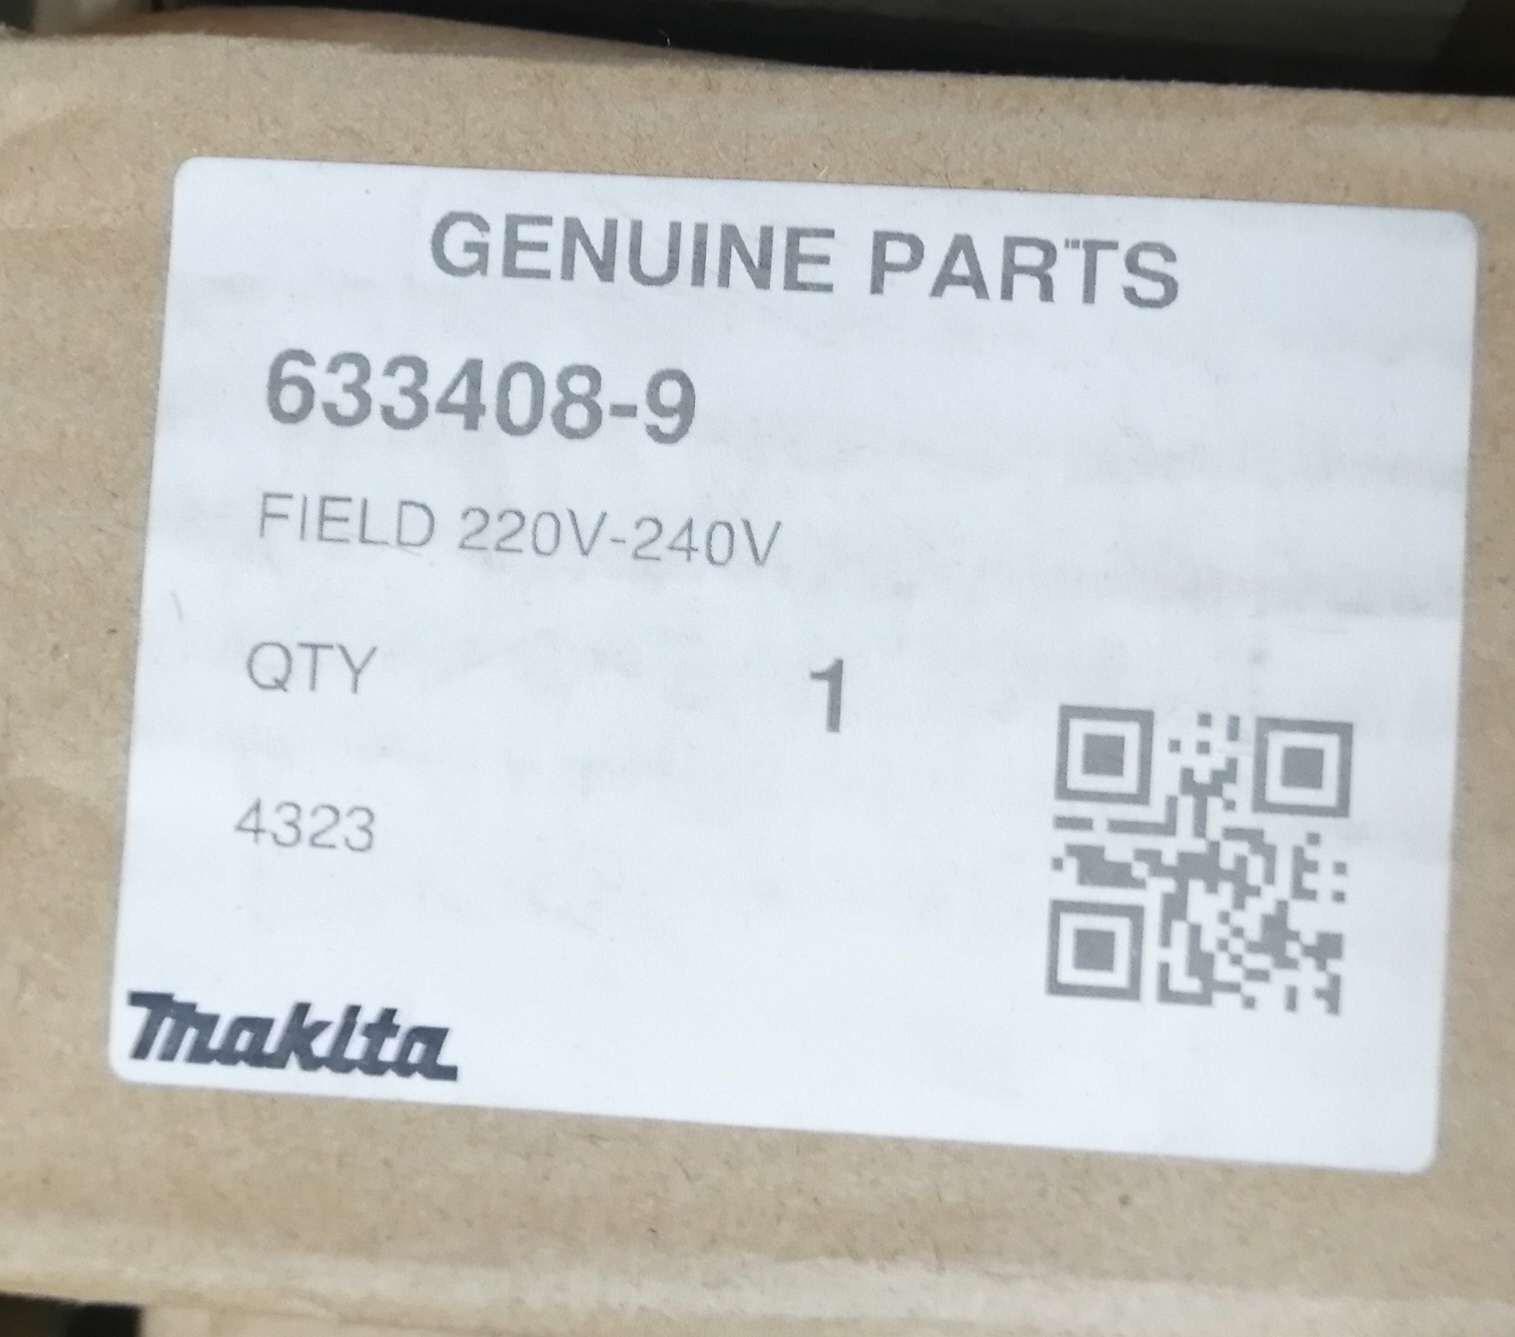 GENUINE PARTS
633408-9
FIELD 220V-240V
QTY 1
4323
makita